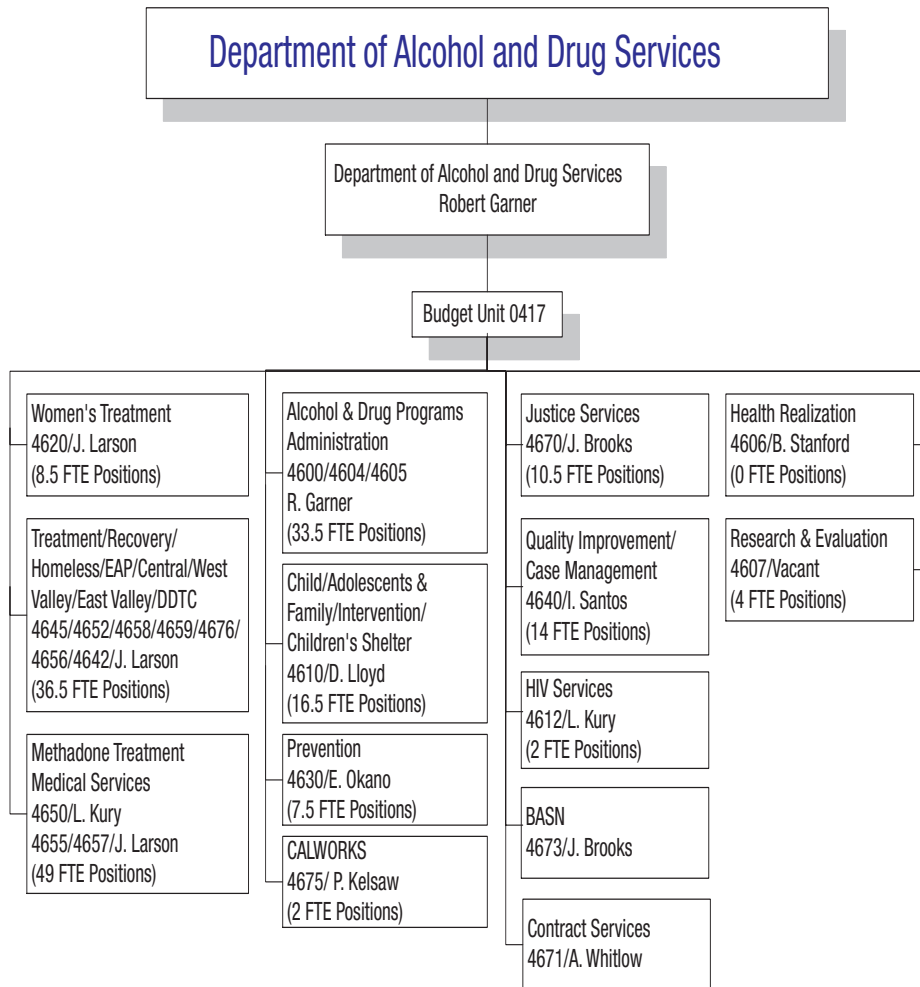 Department of Alcohol and Drug Services
Department of Alcohol and Drug Services
Robert Garner
Budget Unit 0417
Women's Treatment
4620/J. Larson
(8.5 FTE Positions)
Treatment/Recovery/
Homeless/EAP/Central/West
Valley/East Valley/DDTC
4645/4652/4658/4659/4676/
4656/4642/J. Larson
(36.5 FTE Positions)
Methadone Treatment
Medical Services
4650/L. Kury
4655/4657/J. Larson
(49 FTE Positions)
Alcohol & Drug Programs
Administration
4600/4604/4605
R. Garner
(33.5 FTE Positions)
Child/Adolescents &
Family/Intervention/
Children's Shelter
4610/D. Lloyd
(16.5 FTE Positions)
Prevention
4630/E. Okano
(7.5 FTE Positions)
CALWORKS
4675/ P. Kelsaw
(2 FTE Positions)
Justice Services
4670/J. Brooks
(10.5 FTE Positions)
Quality Improvement/
Case Management
4640/I. Santos
(14 FTE Positions)
HIV Services
4612/L. Kury
(2 FTE Positions)
BASN
4673/J. Brooks
Contract Services
4671/A. Whitlow
Health Realization
4606/B. Stanford
(0 FTE Positions)
Research & Evaluation
4607/Vacant
(4 FTE Positions)